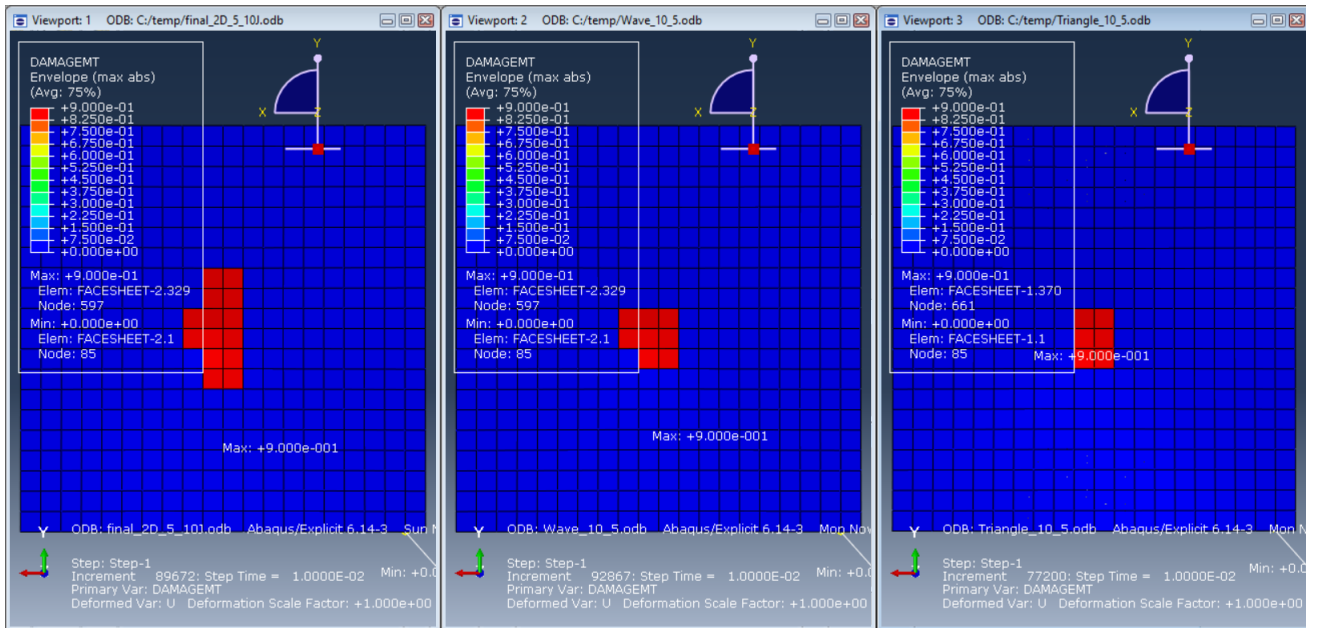 Viewport: 1 ODB: C:/temp/final_2D_5_10J.odb
DAMAGEMT
Envelope (max abs)
(Avg: 75%)
+9.000e-01
+8.250e-01
+7.500e-01
+6.750e-01
+6.000e-01
+5.250e-01
+4.500e-01
+3.750e-01
+3.000e-01
+2.250e-01
+1.500e-01
+7.500e-02
+0.000e+00
Max: +9.000e-01
Elem: FACESHEET-2.329
Node: 597
Min: +0.000e+00
Elem: FACESHEET-2.1
Node: 85
Y
X
Z
Max: +9.000e-001
Y
ODB: final_2D_5_10J.odb Abaqus/Explicit 6.14-3 Sun N
Step: Step-1
Increment 89672: Step Time = 1.0000E-02
Min: +0.0
Primary Var: DAMAGEMT
Deformed Var: U Deformation Scale Factor: +1.000e+00
Viewport: 2 ODB: C:/temp/Wave_10_5.odb
DAMAGEMT
Envelope (max abs)
(Avg: 75%)
+9.000e-01
+8.250e-01
+7.500e-01
+6.750e-01
+6.000e-01
+5.250e-01
+4.500e-01
+3.750e-01
+3.000e-01
+2.250e-01
+1.500e-01
+7.500e-02
+0.000e+00
Max: +9.000e-01
Elem: FACESHEET-2.329
Node: 597
Min: +0.000e+00
Elem: FACESHEET-2.1
Node: 85
Y
X
Z
Max: +9.000e-001
Y
ODB: Wave_10_5.odb Abaqus/Explicit 6.14-3 Mon Nov
Step: Step-1
Increment 92867: Step Time = 1.0000E-02
Min: +0.0
Primary Var: DAMAGEMT
Deformed Var: U Deformation Scale Factor: +1.000e+00
Viewport: 3 ODB: C:/temp/Triangle_10_5.odb
DAMAGEMT
Envelope (max abs)
(Avg: 75%)
+9.000e-01
+8.250e-01
+7.500e-01
+6.750e-01
+6.000e-01
+5.250e-01
+4.500e-01
+3.750e-01
+3.000e-01
+2.250e-01
+1.500e-01
+7.500e-02
+0.000e+00
Max: +9.000e-01
Elem: FACESHEET-1.370
Node: 661
Min: +0.000e+00
Elem: FACESHEET-1.1
Node: 85
Y
X
Z
Max: +9.000e-001
Y
ODB: Triangle_10_5.odb Abaqus/Explicit 6.14-3 Mon N
Step: Step-1
Increment 77200: Step Time = 1.0000E-02
Min: +0.0
Primary Var: DAMAGEMT
Deformed Var: U Deformation Scale Factor: +1.000e+00